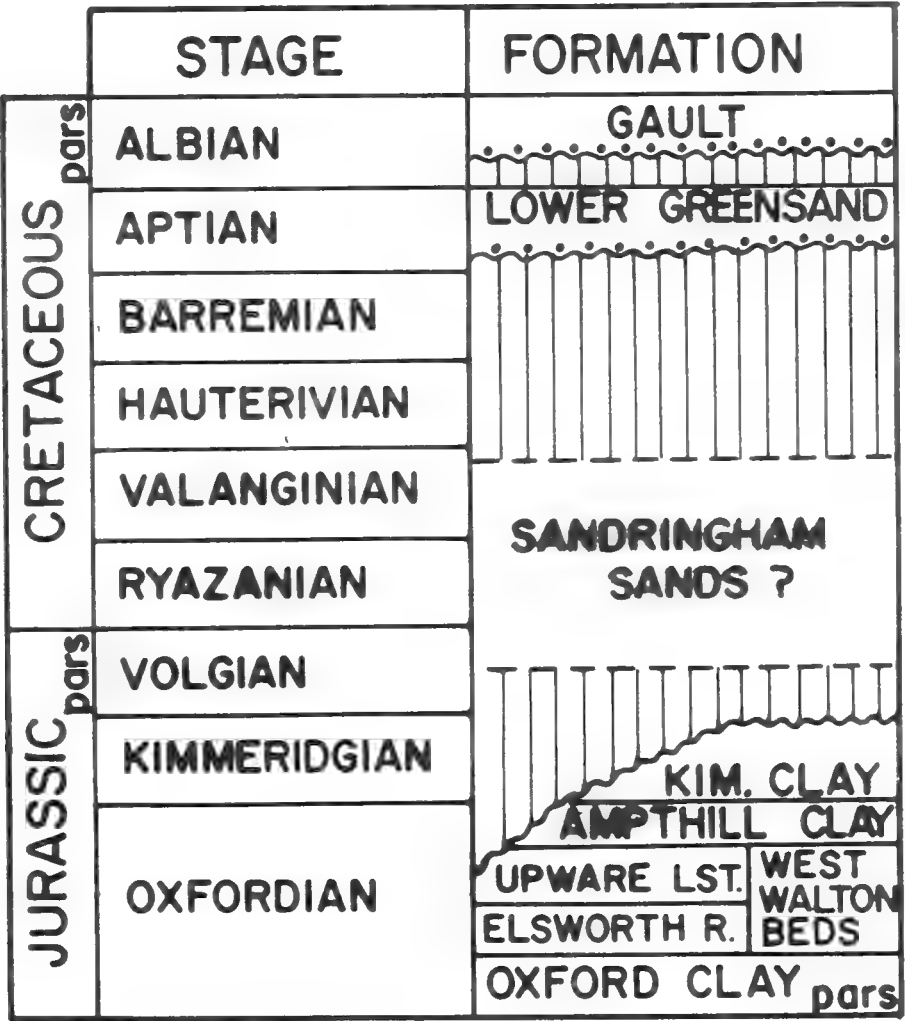 STAGE
FORMATION
CRETACEOUS pars
ALBIAN
GAULT
APTIAN
LOWER GREENSAND
BARREMIAN
HAUTERIVIAN
VALANGINIAN
SANDRINGHAM
SANDS ?
RYAZANIAN
JURASSIC pars
VOLGIAN
KIMMERIDGIAN
KIM. CLAY
AMPTHILL CLAY
OXFORDIAN
UPWARE LST.
ELSWORTH R.
WEST
WALTON
BEDS
OXFORD CLAY pars